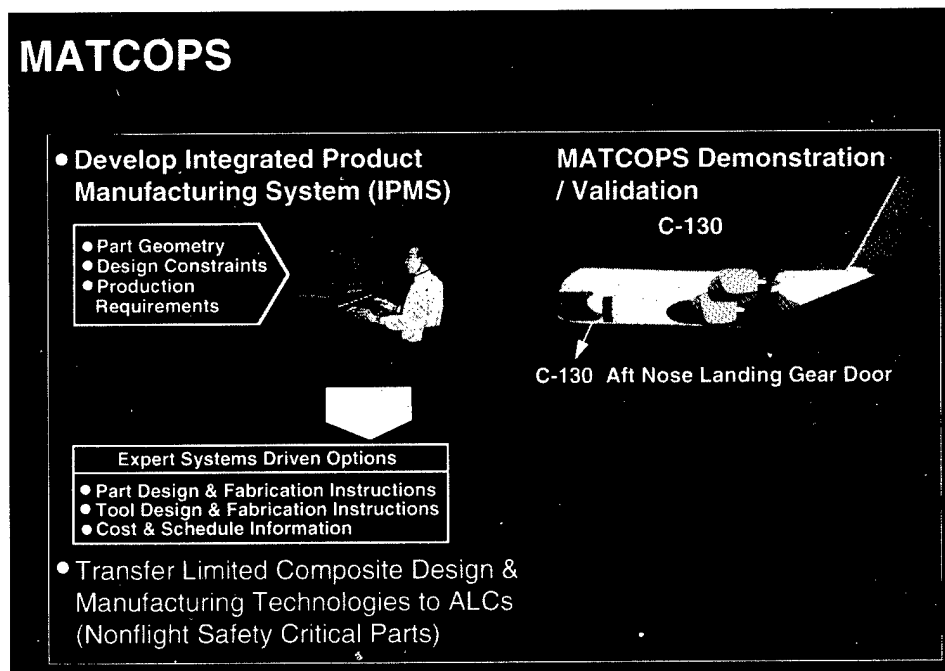 MATCOPS
• Develop Integrated Product
Manufacturing System (IPMS)
• Part Geometry
• Design Constraints
• Production
Requirements
Expert Systems Driven Options
• Part Design & Fabrication Instructions
• Tool Design & Fabrication Instructions
• Cost & Schedule Information
• Transfer Limited Composite Design &
Manufacturing Technologies to ALCs
(Nonflight Safety Critical Parts)
MATCOPS Demonstration
/ Validation
C-130
C-130 Aft Nose Landing Gear Door